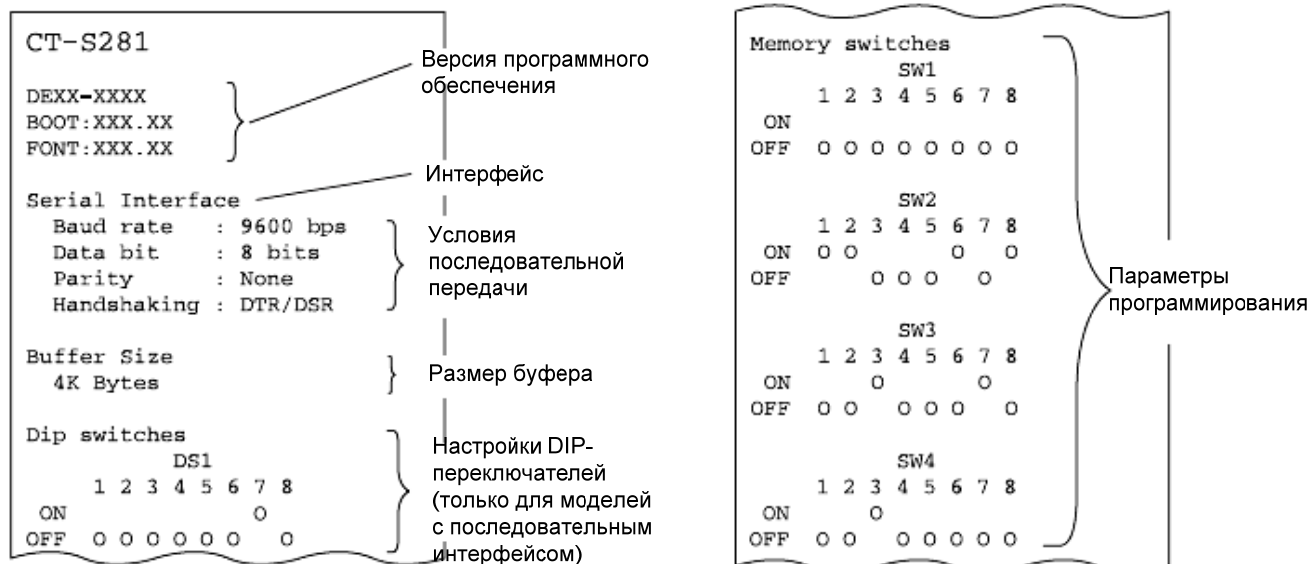 CT-S281
DEXX-XXXX
BOOT:XXX.XX
FONT:XXX.XX
Версия программного
обеспечения
Serial Interface
Интерфейс
Baud rate : 9600 bps
Data bit : 8 bits
Parity : None
Handshaking : DTR/DSR
Условия
последовательной
передачи
Buffer Size
4K Bytes
Размер буфера
Dip switches
DS1
1 2 3 4 5 6 7 8
ON O
OFF O O O O O O O
Настройки DIP-
переключателей
(только для моделей
с последовательным
интерфейсом)
Memory switches
SW1
1 2 3 4 5 6 7 8
ON
OFF O O O O O O O O
SW2
1 2 3 4 5 6 7 8
ON O O O O
OFF O O O O
SW3
1 2 3 4 5 6 7 8
ON O O
OFF O O O O O O
SW4
1 2 3 4 5 6 7 8
ON O
OFF O O O O O O O
Параметры
программирования